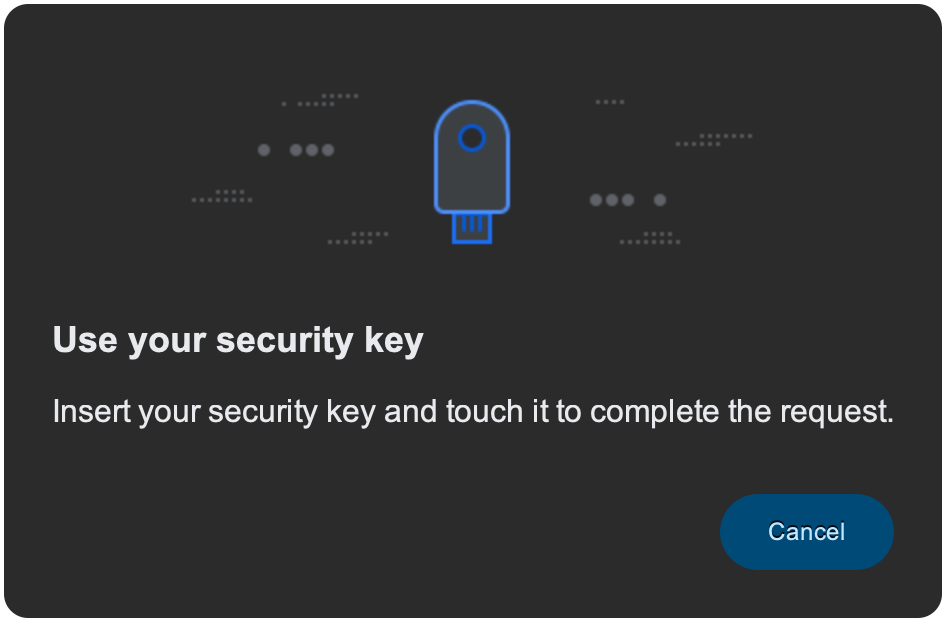 Use your security key
Insert your security key and touch it to complete the request.
Cancel